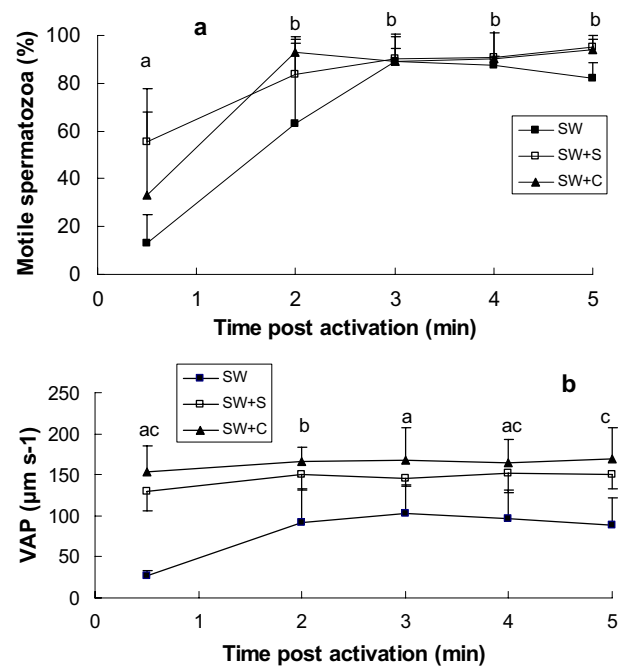 a
Motile spermatozoa (%)
100
80
60
40
20
0
a
b
b
b
b
SW
SW+S
SW+C
0 1 2 3 4 5
Time post activation (min)
SW
SW+S
SW+C
b
VAP (µm s-1)
250
200
150
100
50
0
ac
b
a
ac
c
0 1 2 3 4 5
Time post activation (min)